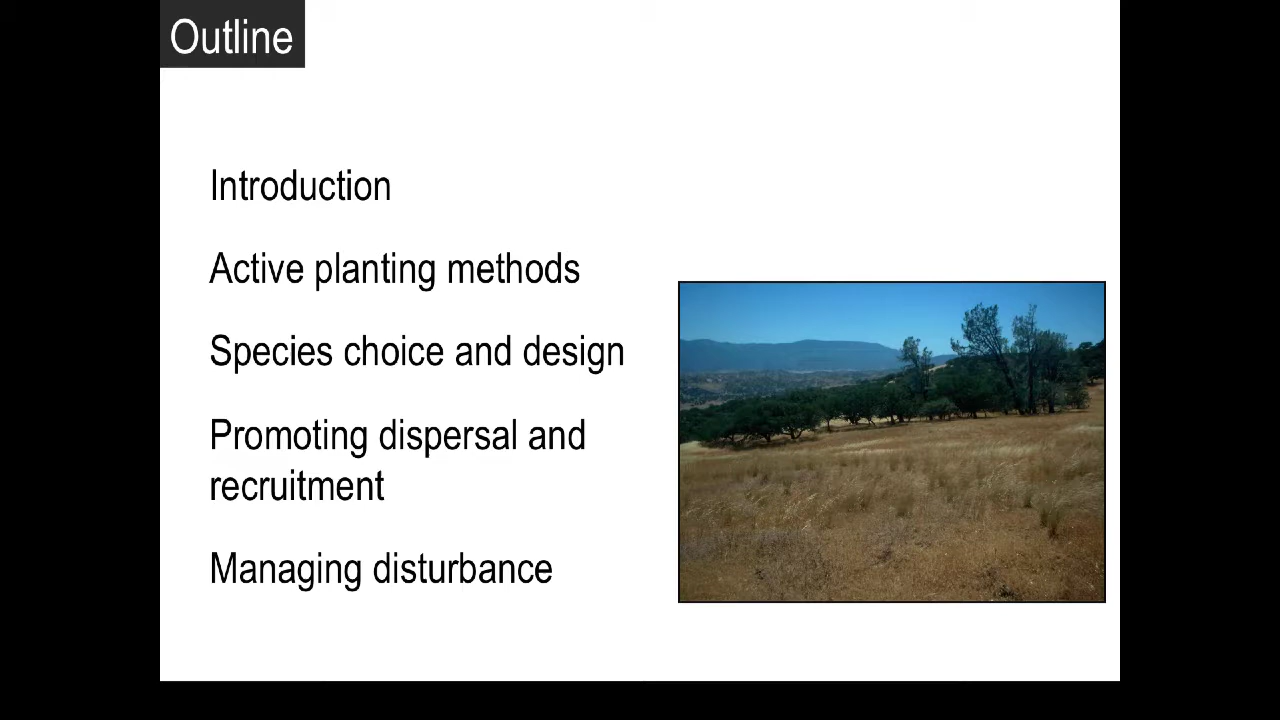 Outline
Introduction
Active planting methods
Species choice and design
Promoting dispersal and
recruitment
Managing disturbance